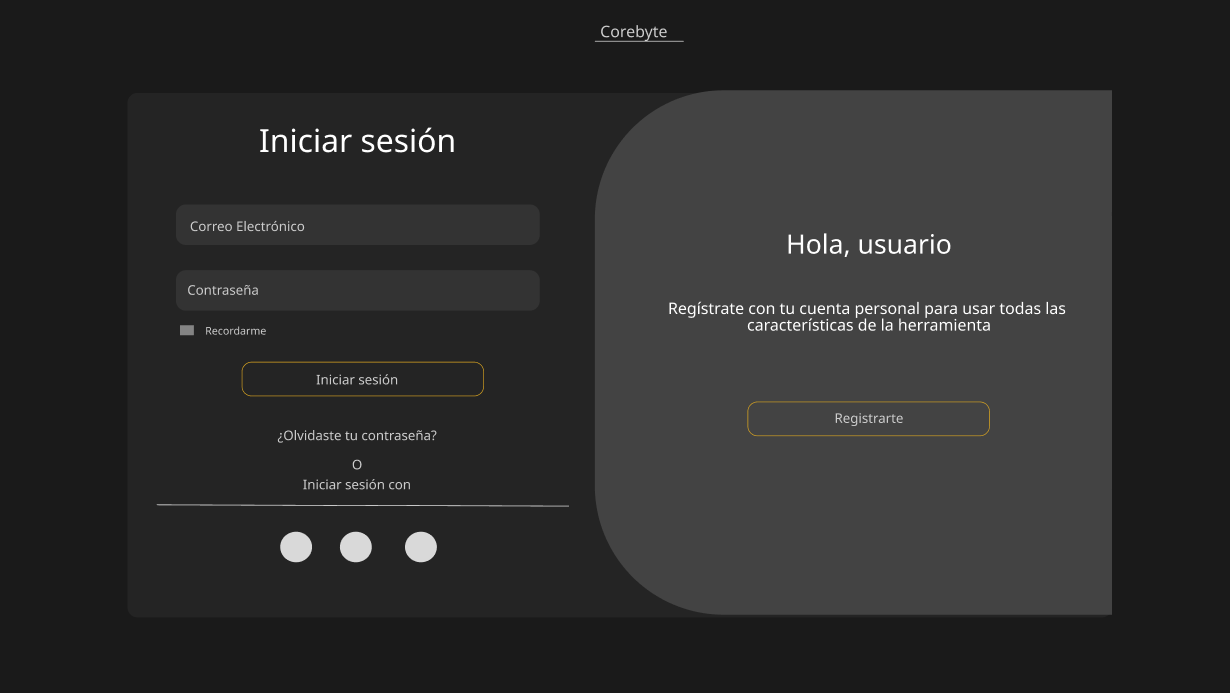 Corebyte
Iniciar sesión
Correo Electrónico
Contraseña
Recordarme
Iniciar sesión
¿Olvidaste tu contraseña?
O
Iniciar sesión con
Hola, usuario
Regístrate con tu cuenta personal para usar todas las
características de la herramienta
Registrarte